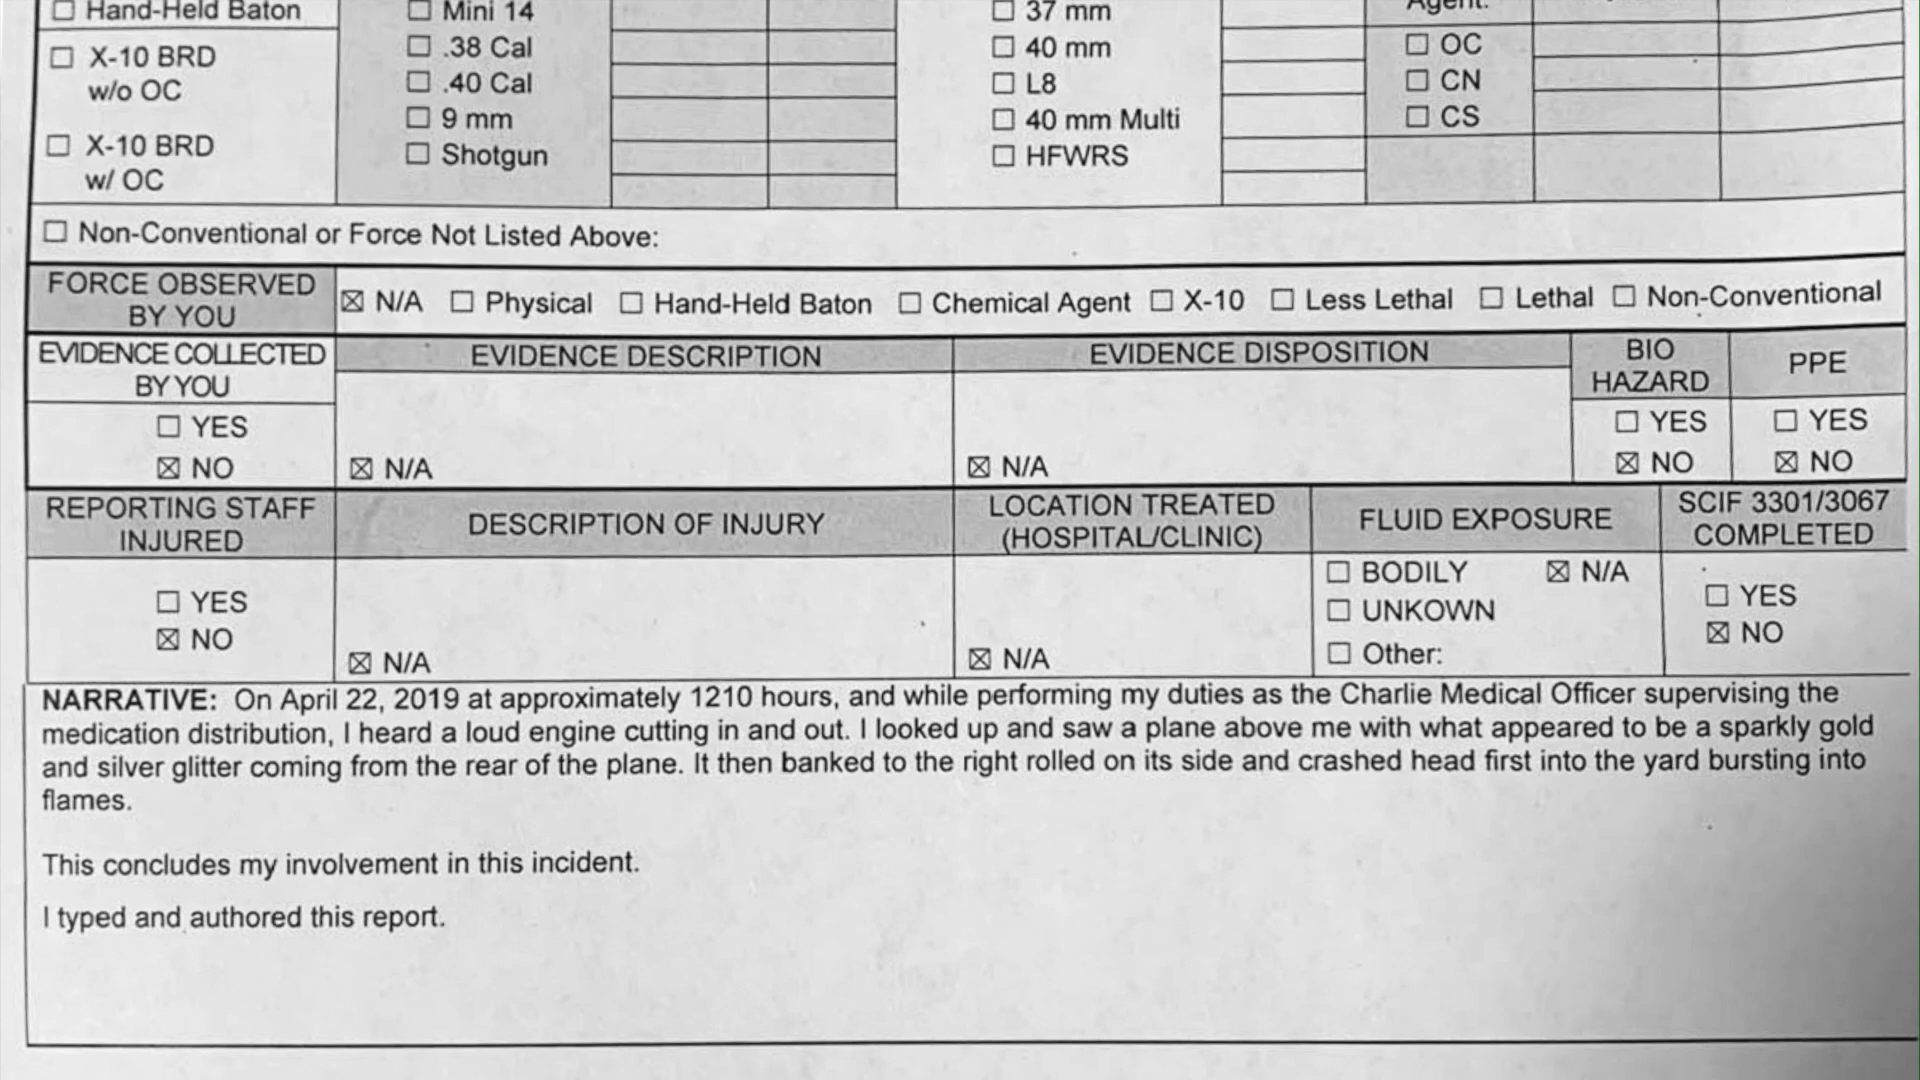 ☐ Hand-Held Baton ☐ Mini 14 ☐ 37 mm Agent:
☐ .38 Cal ☐ 40 mm ☐ OC
☐ X-10 BRD
w/o OC
☐ .40 Cal ☐ L8 ☐ CN
☐ 9 mm ☐ 40 mm Multi ☐ CS
☐ X-10 BRD
w/ OC
☐ Shotgun ☐ HFWRS
☐ Non-Conventional or Force Not Listed Above:
FORCE OBSERVED
BY YOU
☒ N/A ☐ Physical ☐ Hand-Held Baton ☐ Chemical Agent ☐ X-10 ☐ Less Lethal ☐ Lethal ☐ Non-Conventional
EVIDENCE COLLECTED
BY YOU
EVIDENCE DESCRIPTION
EVIDENCE DISPOSITION
BIO
HAZARD
PPE
☐ YES
☒ NO
☒ N/A
☒ N/A
☐ YES
☒ NO
☐ YES
☒ NO
REPORTING STAFF
INJURED
DESCRIPTION OF INJURY
LOCATION TREATED
(HOSPITAL/CLINIC)
FLUID EXPOSURE
SCIF 3301/3067
COMPLETED
☐ YES
☒ NO
☒ N/A
☒ N/A
☐ BODILY ☒ N/A
☐ UNKOWN
☐ Other:
☐ YES
☒ NO
NARRATIVE: On April 22, 2019 at approximately 1210 hours, and while performing my duties as the Charlie Medical Officer supervising the
medication distribution, I heard a loud engine cutting in and out. I looked up and saw a plane above me with what appeared to be a sparkly gold
and silver glitter coming from the rear of the plane. It then banked to the right rolled on its side and crashed head first into the yard bursting into
flames.
This concludes my involvement in this incident.
I typed and authored this report.